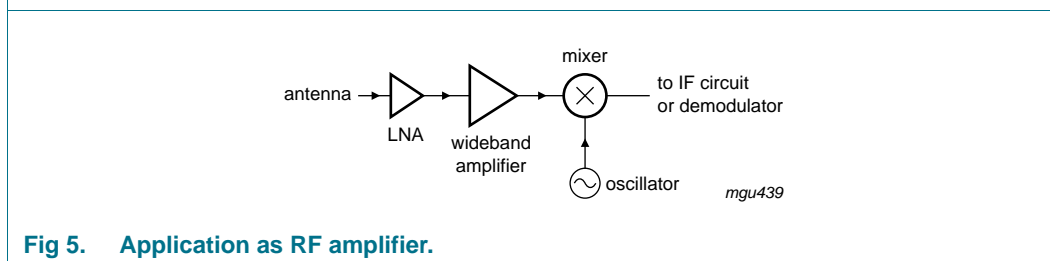 mixer
antenna
to IF circuit
or demodulator
LNA
wideband
amplifier
oscillator
mgu439
Fig 5. Application as RF amplifier.